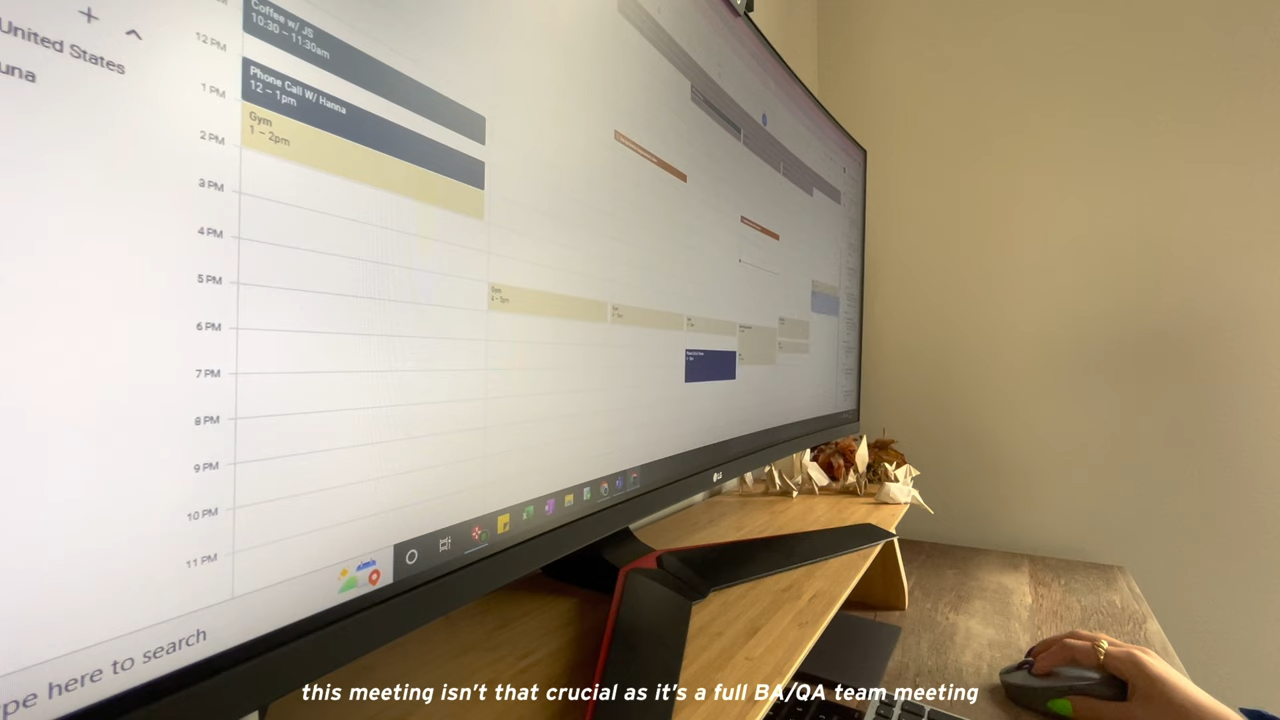 United States
una
Coffee w/ JS
10:30 – 11:30am
12 PM
Phone Call W/ Hanna
12 – 1pm
1 PM
Gym
1 – 2pm
2 PM
3 PM
4 PM
5 PM
6 PM
7 PM
8 PM
9 PM
10 PM
11 PM
Gym
LG
pe here to search
this meeting isn't that crucial as it's a full BA/QA team meeting